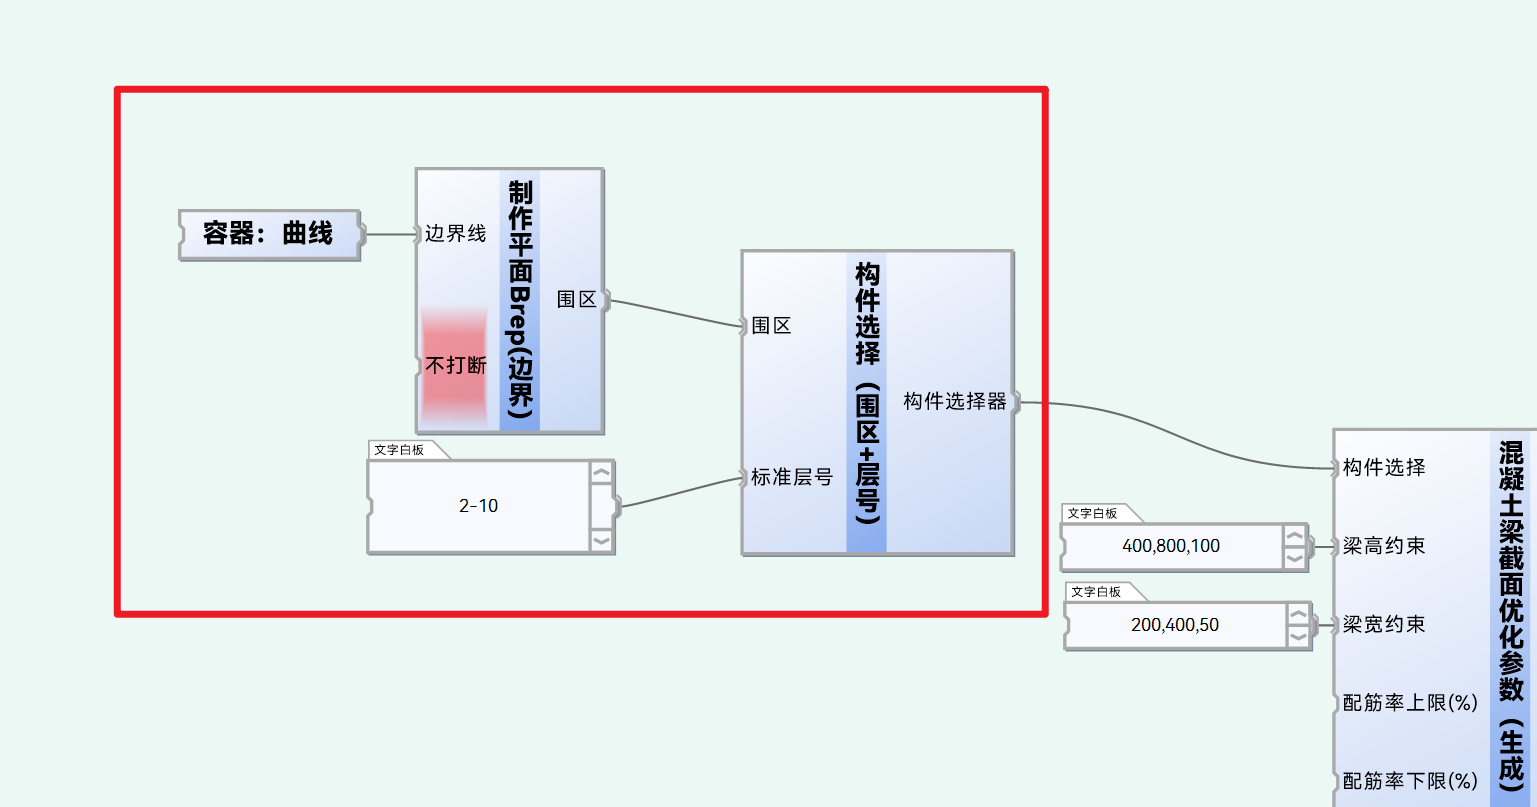 容器：曲线
边界线
不打断
制作平面Brep(边界)
围区
文字白板
2-10
围区
标准层号
构件选择（围区+层号）
构件选择器
文字白板
400,800,100
文字白板
200,400,50
构件选择
梁高约束
梁宽约束
配筋率上限(%)
配筋率下限(%)
混凝土梁截面优化参数（生成）